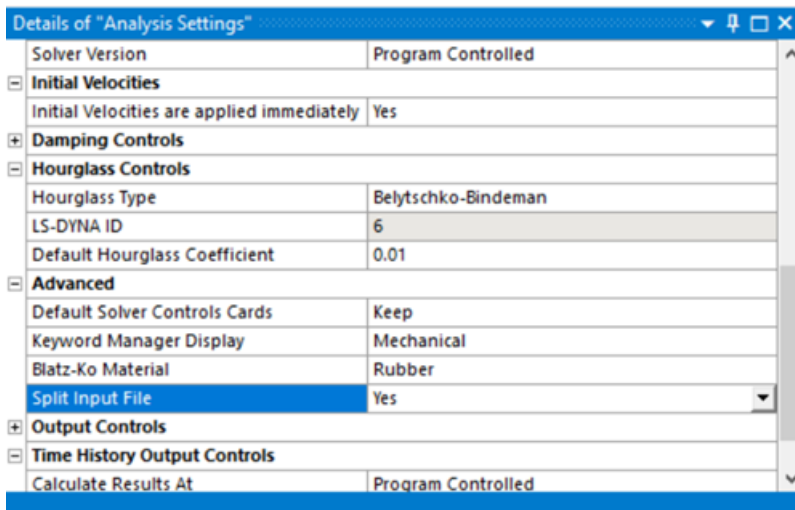 Details of "Analysis Settings"
Solver Version Program Controlled
Initial Velocities
Initial Velocities are applied immediately Yes
Damping Controls
Hourglass Controls
Hourglass Type Belytschko-Bindeman
LS-DYNA ID 6
Default Hourglass Coefficient 0.01
Advanced
Default Solver Controls Cards Keep
Keyword Manager Display Mechanical
Blatz-Ko Material Rubber
Split Input File Yes
Output Controls
Time History Output Controls
Calculate Results At Program Controlled